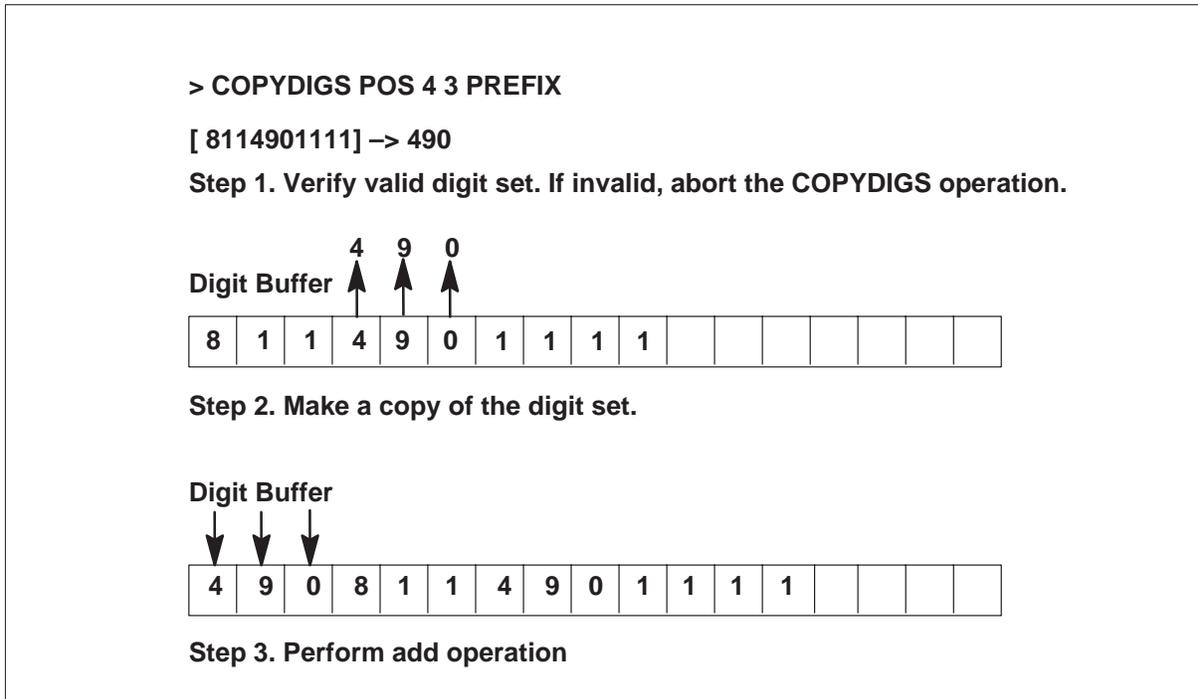 > COPYDIGS POS 4 3 PREFIX
[ 8114901111] –> 490
Step 1. Verify valid digit set. If invalid, abort the COPYDIGS operation.
4 9 0
Digit Buffer
8 1 1 4 9 0 1 1 1 1
Step 2. Make a copy of the digit set.
Digit Buffer
4 9 0 8 1 1 4 9 0 1 1 1 1
Step 3. Perform add operation